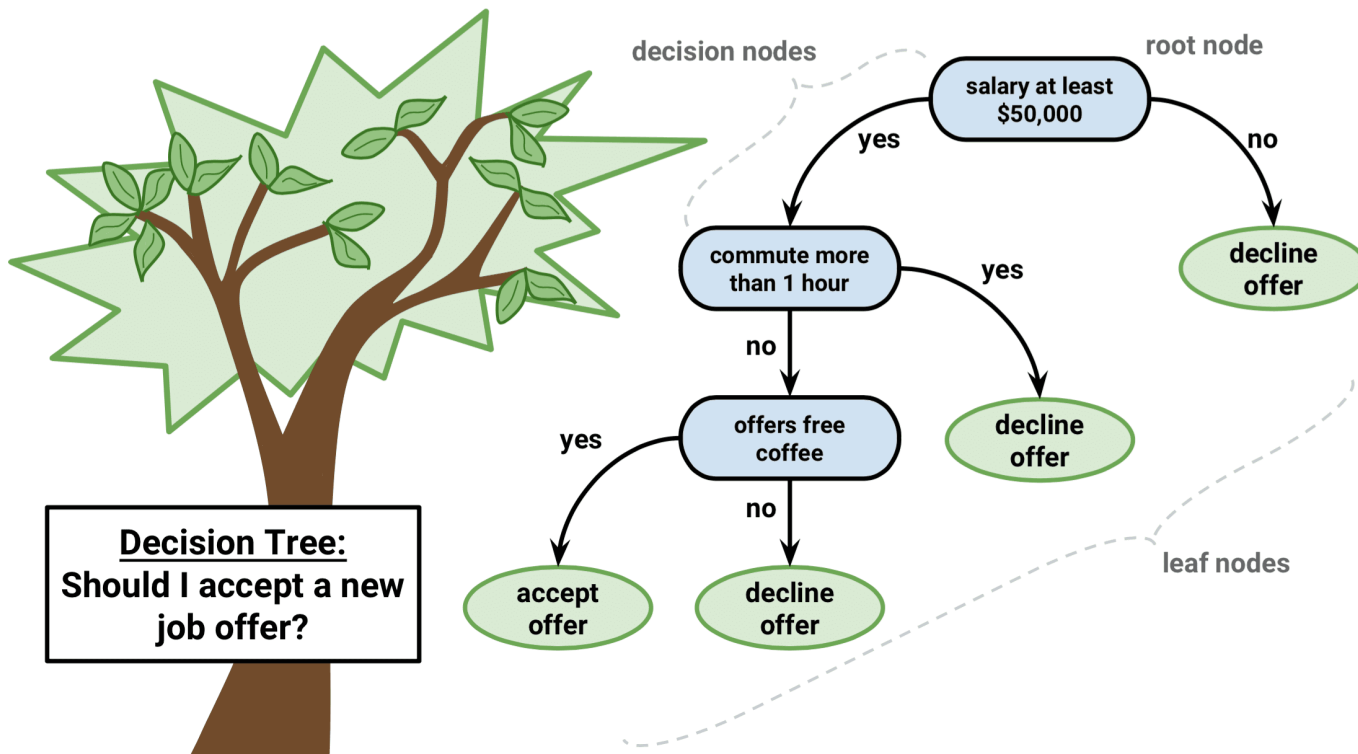 decision nodes
root node
salary at least
$50,000
yes
no
commute more
than 1 hour
yes
decline
offer
no
offers free
coffee
decline
offer
yes
no
Decision Tree:
Should I accept a new
job offer?
accept
offer
decline
offer
leaf nodes